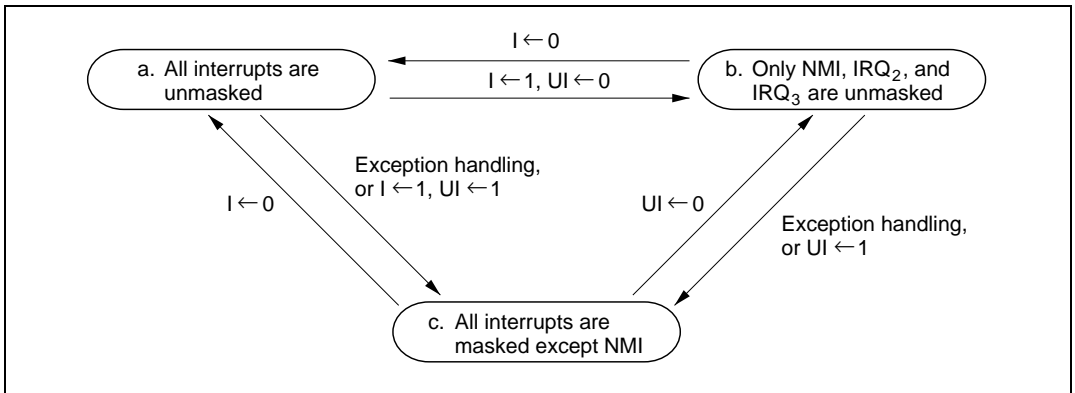 I ← 0
a. All interrupts are
unmasked
I ← 1, UI ← 0
b. Only NMI, IRQ₂, and
IRQ₃ are unmasked
Exception handling,
or I ← 1, UI ← 1
I ← 0
UI ← 0
Exception handling,
or UI ← 1
c. All interrupts are
masked except NMI